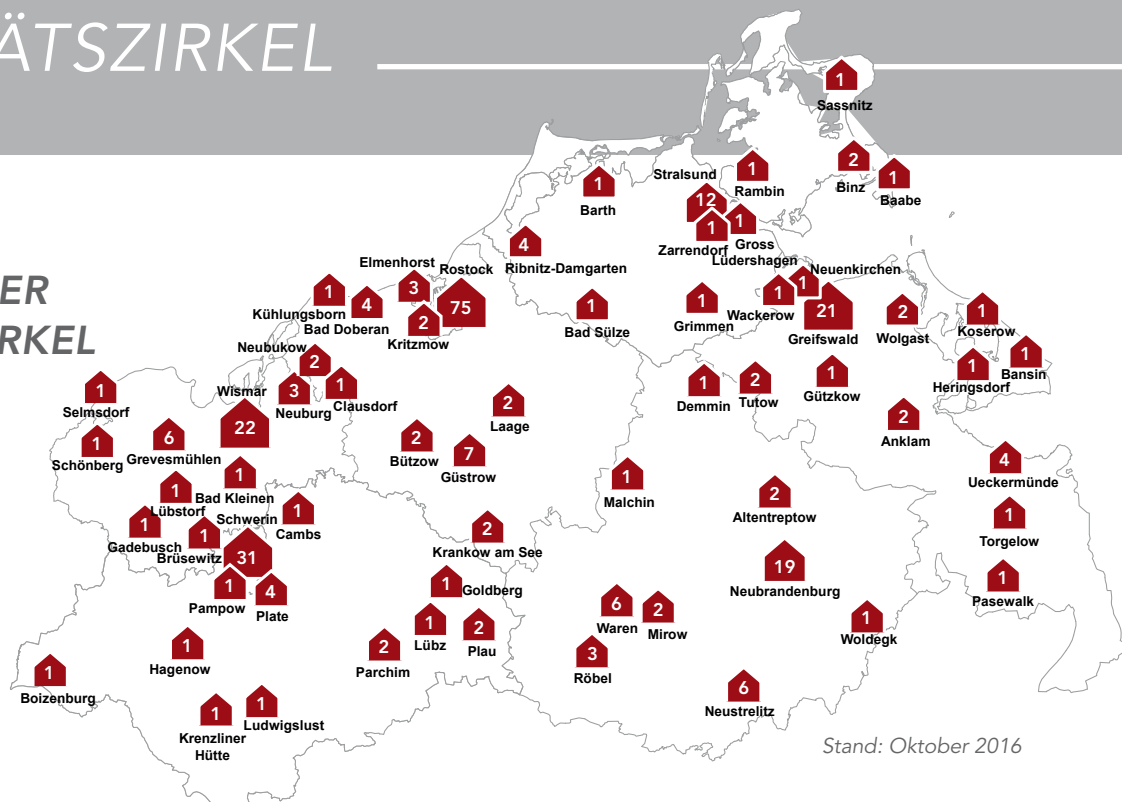 ÄTSZIRKEL
ER
RKEL
1
Sassnitz
2
Binz
1
Baabe
1
Rambin
Stralsund
12
1
Barth
1
Zarrendorf
1
Gross
Lüdershagen
4
Ribnitz-Damgarten
Elmenhorst
3
Rostock
75
1
Kühlungsborn
4
Bad Doberan
2
Kritzmow
1
Bad Sülze
1
Grimmen
1
Wackerow
Neuenkirchen
1
21
Greifswald
2
Wolgast
1
Koserow
1
Bansin
1
Heringsdorf
Neubukow
2
3
Neuburg
1
Clausdorf
Wismar
22
1
Selmsdorf
1
Schönberg
6
Grevesmühlen
2
Laage
2
Bützow
7
Güstrow
1
Demmin
2
Tutow
1
Gützkow
2
Anklam
4
Ueckermünde
1
Torgelow
1
Pasewalk
1
Malchin
2
Altentreptow
19
Neubrandenburg
1
Bad Kleinen
1
Lübstorf
1
Cambs
1
Gadebusch
1
Brüsewitz
Schwerin
31
1
Pampow
4
Plate
2
Krankow am See
1
Goldberg
1
Lübz
2
Plau
2
Parchim
6
Waren
2
Mirow
3
Röbel
1
Woldegk
6
Neustrelitz
1
Hagenow
1
Boizenburg
1
Krenzliner
Hütte
1
Ludwigslust
Stand: Oktober 2016